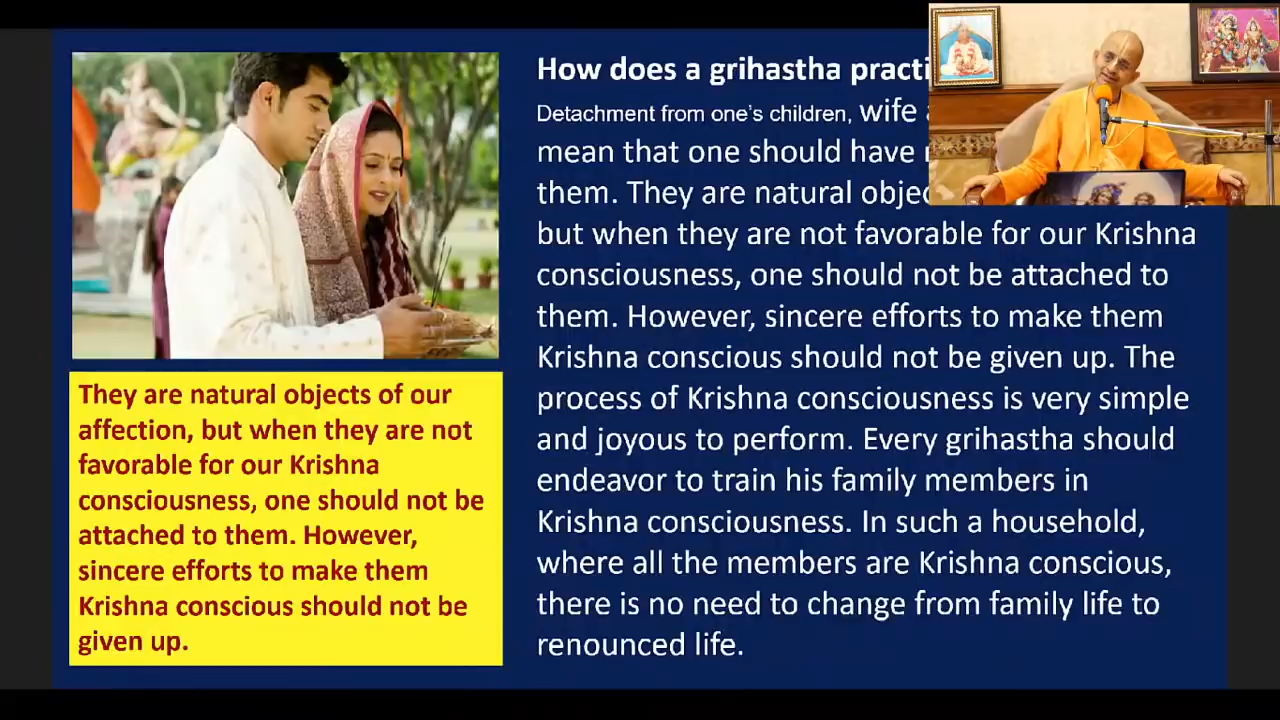 How does a grihastha practi
Detachment from one's children, wife
mean that one should have
them. They are natural objec
but when they are not favorable for our Krishna
consciousness, one should not be attached to
them. However, sincere efforts to make them
Krishna conscious should not be given up. The
process of Krishna consciousness is very simple
and joyous to perform. Every grihastha should
endeavor to train his family members in
Krishna consciousness. In such a household,
where all the members are Krishna conscious,
there is no need to change from family life to
renounced life.
They are natural objects of our
affection, but when they are not
favorable for our Krishna
consciousness, one should not be
attached to them. However,
sincere efforts to make them
Krishna conscious should not be
given up.